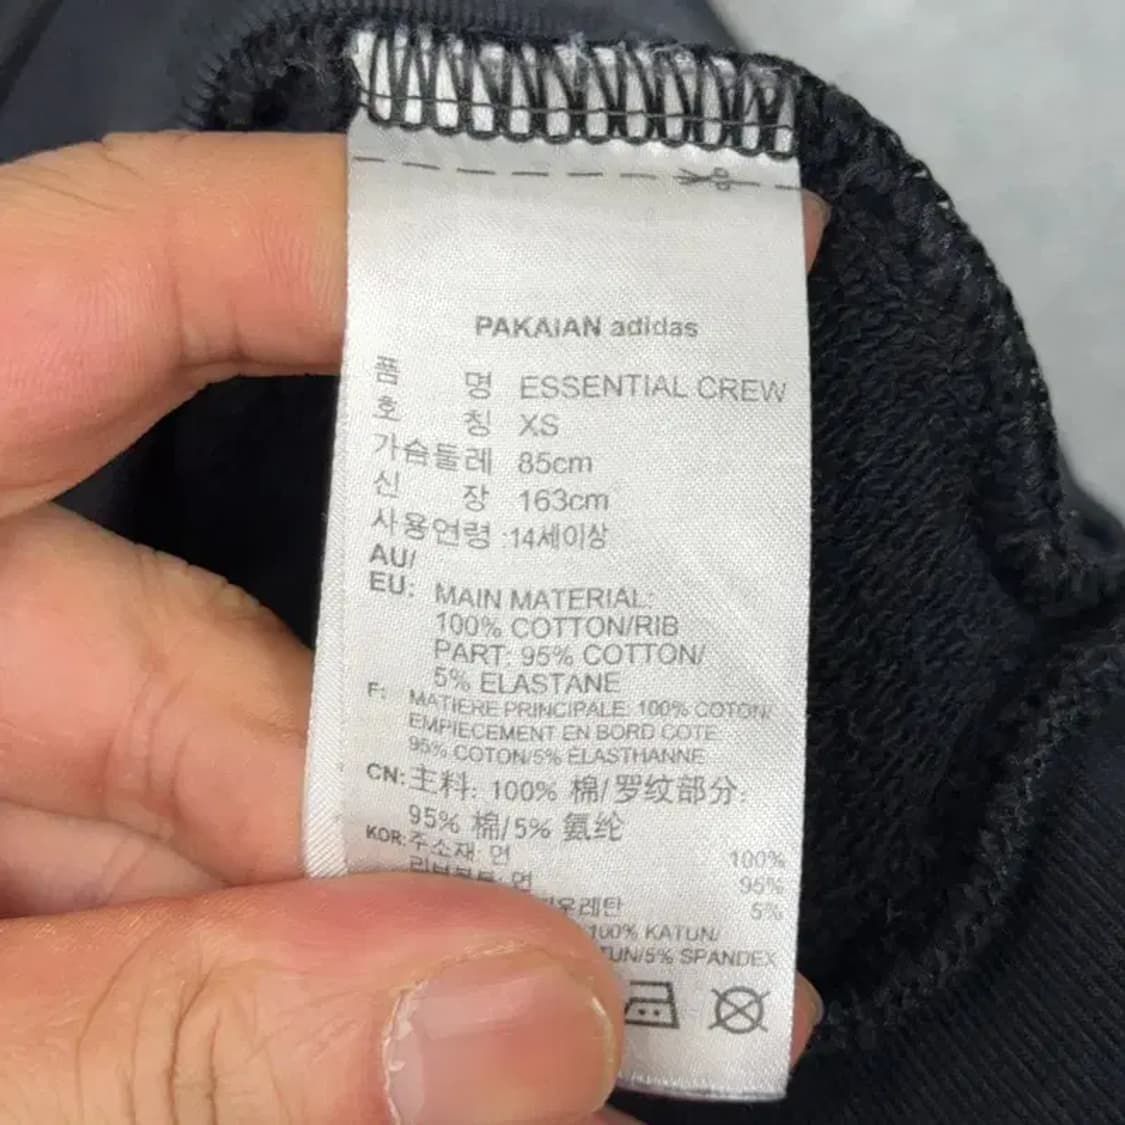 PAKAIAN adidas
품 명 ESSENTIAL CREW
호 칭 XS
가슴둘레 85cm
신 장 163cm
사용연령 :14세이상
AU/
EU: MAIN MATERIAL:
100% COTTON/RIB
PART: 95% COTTON/
5% ELASTANE
F: MATIERE PRINCIPALE: 100% COTON/
EMPIECEMENT EN BORD COTE:
95% COTON/5% ELASTHANNE
CN: 主料: 100% 棉/罗纹部分:
95% 棉/5% 氨纶
KOR: 주소재: 면 100%
면 95%
5%
100% KATUN/
5% SPANDEX